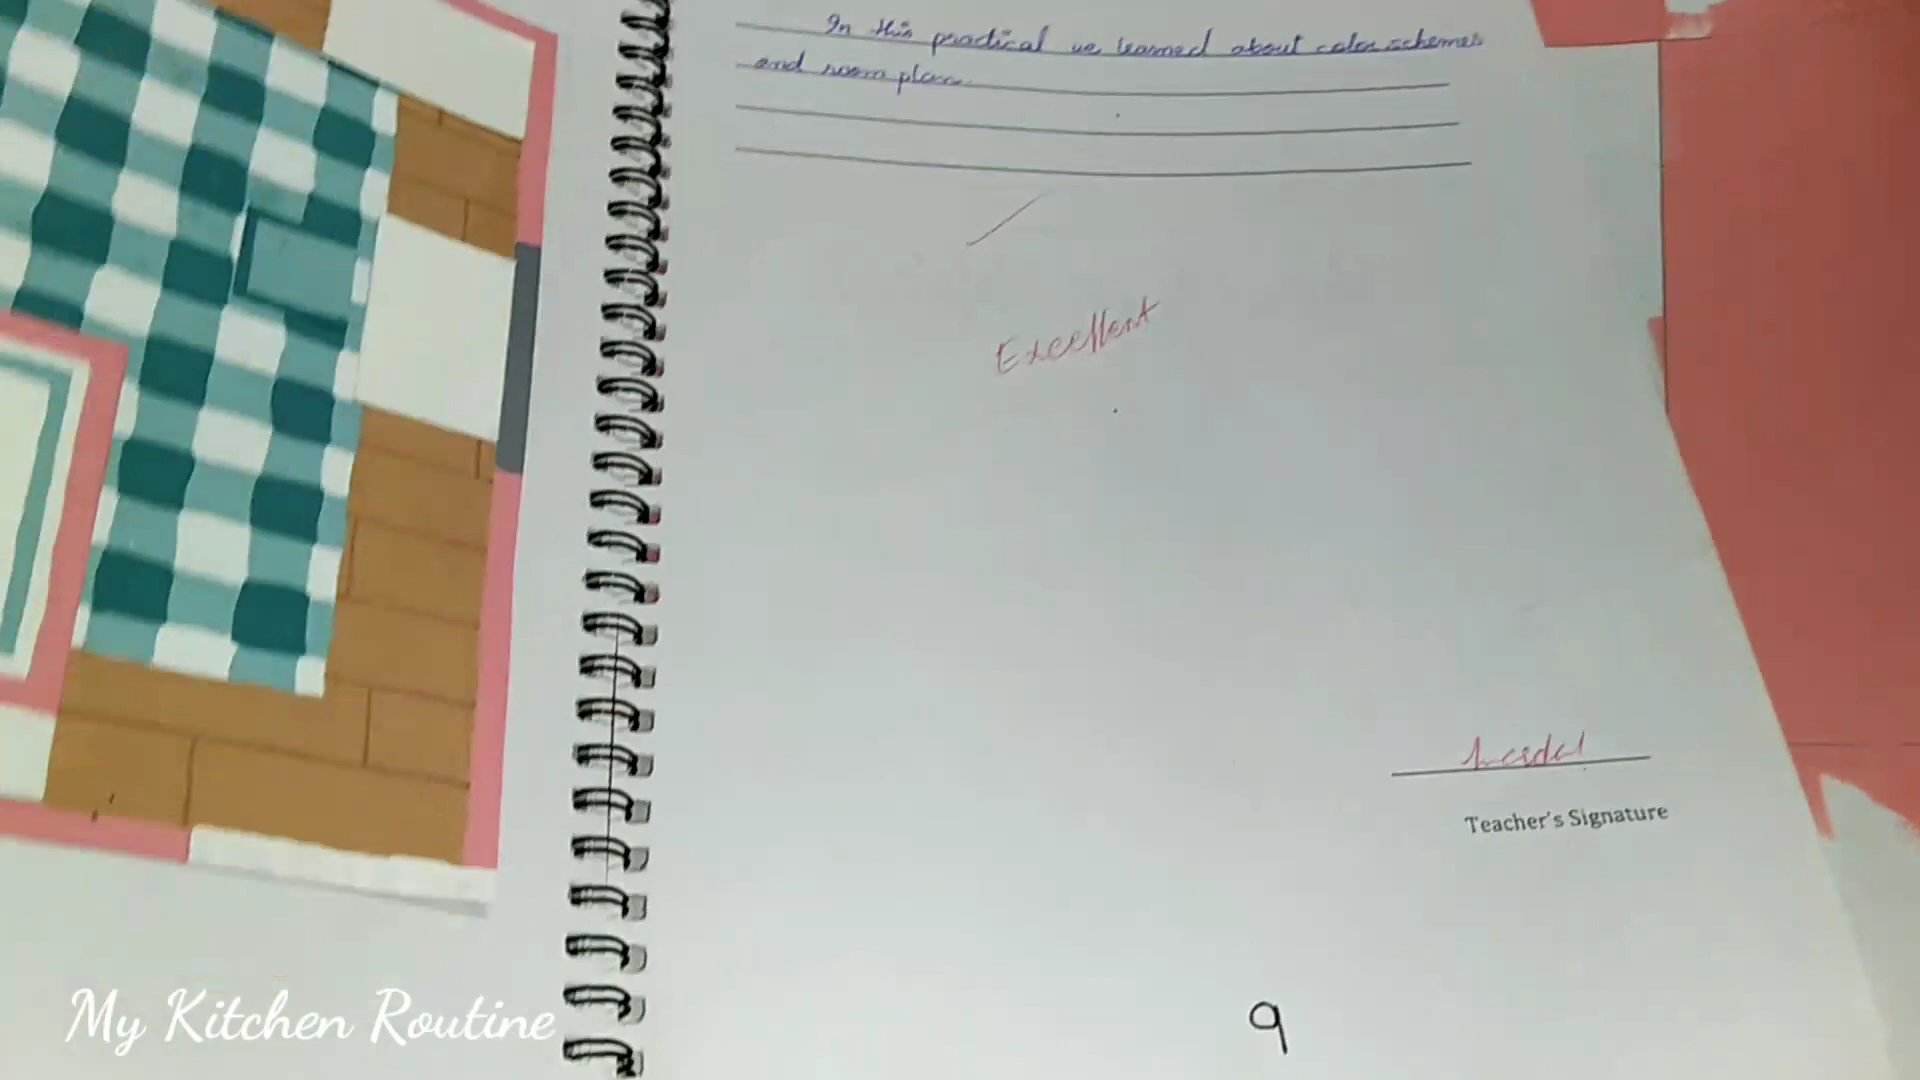 In this practical we learned about color schemes
and room plan.
Excellent
Teacher's Signature
9
My Kitchen Routine